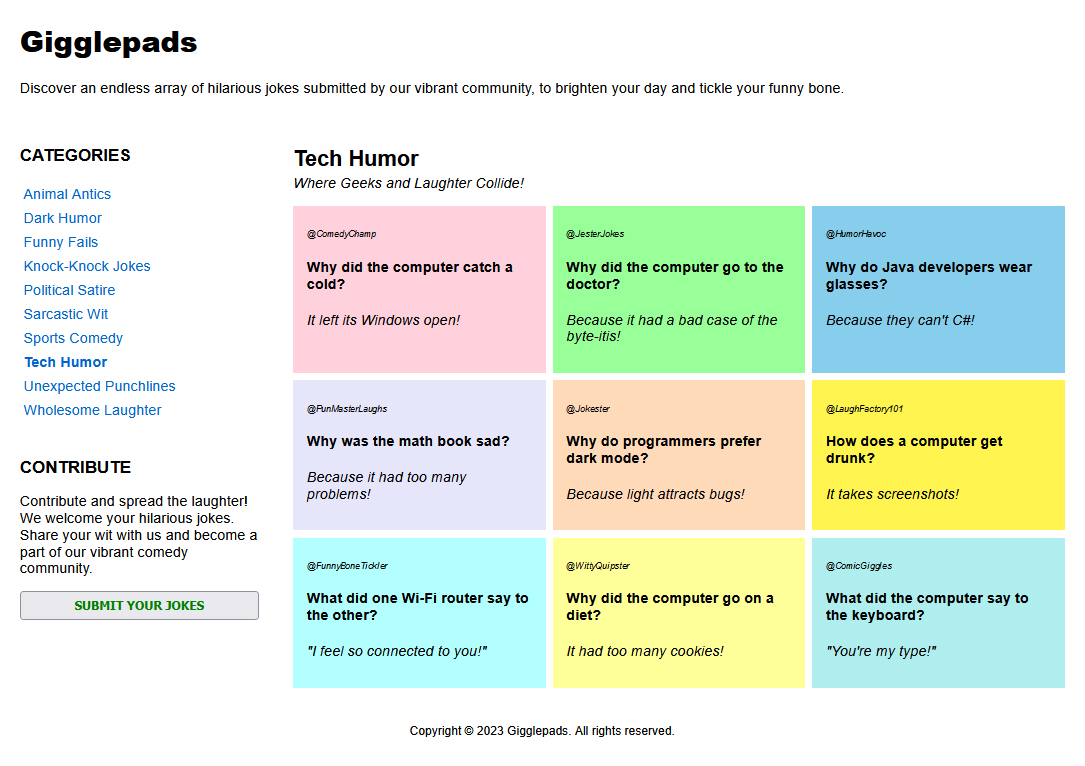 Gigglepads
Discover an endless array of hilarious jokes submitted by our vibrant community, to brighten your day and tickle your funny bone.
CATEGORIES
Animal Antics
Dark Humor
Funny Fails
Knock-Knock Jokes
Political Satire
Sarcastic Wit
Sports Comedy
Tech Humor
Unexpected Punchlines
Wholesome Laughter
CONTRIBUTE
Contribute and spread the laughter!
We welcome your hilarious jokes.
Share your wit with us and become a
part of our vibrant comedy
community.
SUBMIT YOUR JOKES
Tech Humor
Where Geeks and Laughter Collide!
@ComedyChamp
Why did the computer catch a
cold?
It left its Windows open!
@JesterJokes
Why did the computer go to the
doctor?
Because it had a bad case of the
byte-itis!
@HumorHavoc
Why do Java developers wear
glasses?
Because they can't C#!
@PunMasterLaughs
Why was the math book sad?
Because it had too many
problems!
@Jokester
Why do programmers prefer
dark mode?
Because light attracts bugs!
@LaughFactory101
How does a computer get
drunk?
It takes screenshots!
@FunnyBoneTickler
What did one Wi-Fi router say to
the other?
"I feel so connected to you!"
@WittyQuipster
Why did the computer go on a
diet?
It had too many cookies!
@ComicGiggles
What did the computer say to
the keyboard?
"You're my type!"
Copyright © 2023 Gigglepads. All rights reserved.